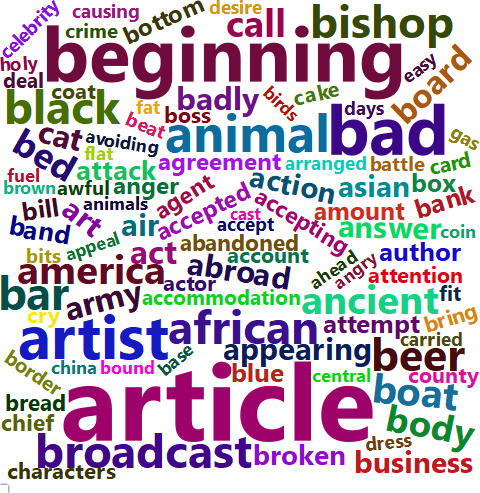 celebrity
causing
crime
bottom
desire
call
bishop
beginning
holy
deal
coat
black
fat
boss
badly
birds
cake
easy
board
beat
cat
avoiding
animal
bad
days
gas
bed
flat
attack
agreement
arranged
battle
card
fuel
brown
awful
anger
animals
agent
action
asian
box
bank
bill
art
air
accepted
cast
accept
accepting
amount
answer
coin
band
appeal
act
abandoned
account
author
bits
america
actor
abroad
ahead
angry
attention
bar
army
accommodation
ancient
fit
cry
artist
african
attempt
bring
carried
border
china
bound
base
appearing
beer
blue
central
county
bread
article
boat
chief
body
broadcast
broken
dress
business
characters